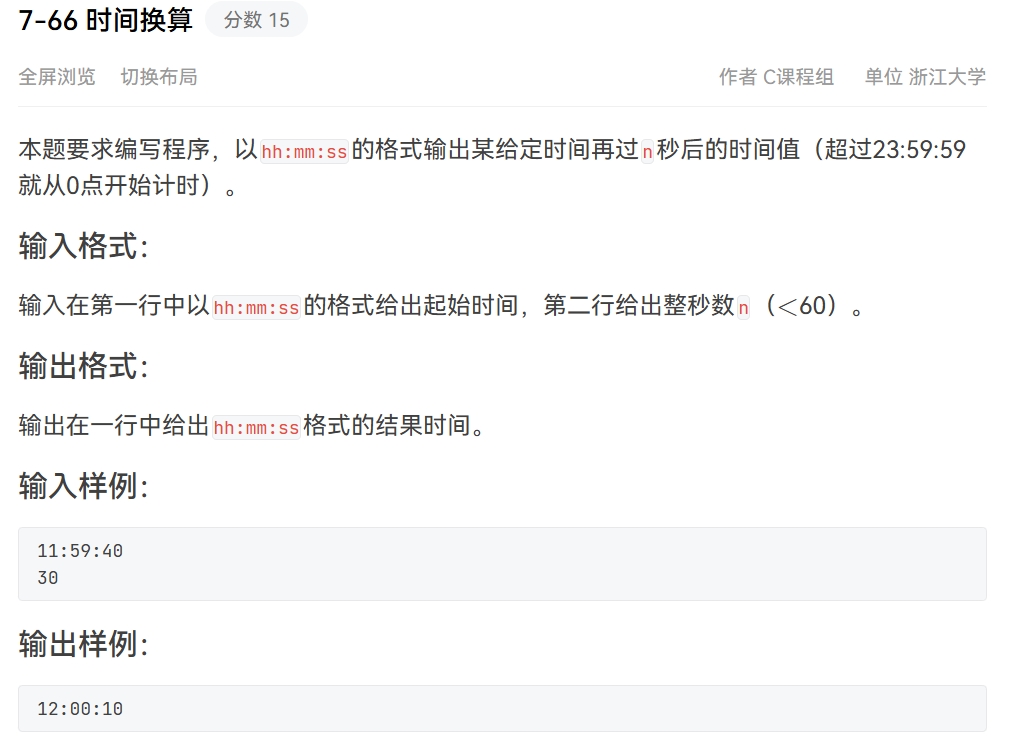 7-66 时间换算 分数 15
全屏浏览 切换布局 作者 C课程组 单位 浙江大学
本题要求编写程序，以hh:mm:ss的格式输出某给定时间再过n秒后的时间值（超过23:59:59
就从0点开始计时）。
输入格式：
输入在第一行中以hh:mm:ss的格式给出起始时间，第二行给出整秒数n（<60）。
输出格式：
输出在一行中给出hh:mm:ss格式的结果时间。
输入样例：
11:59:40
30
输出样例：
12:00:10